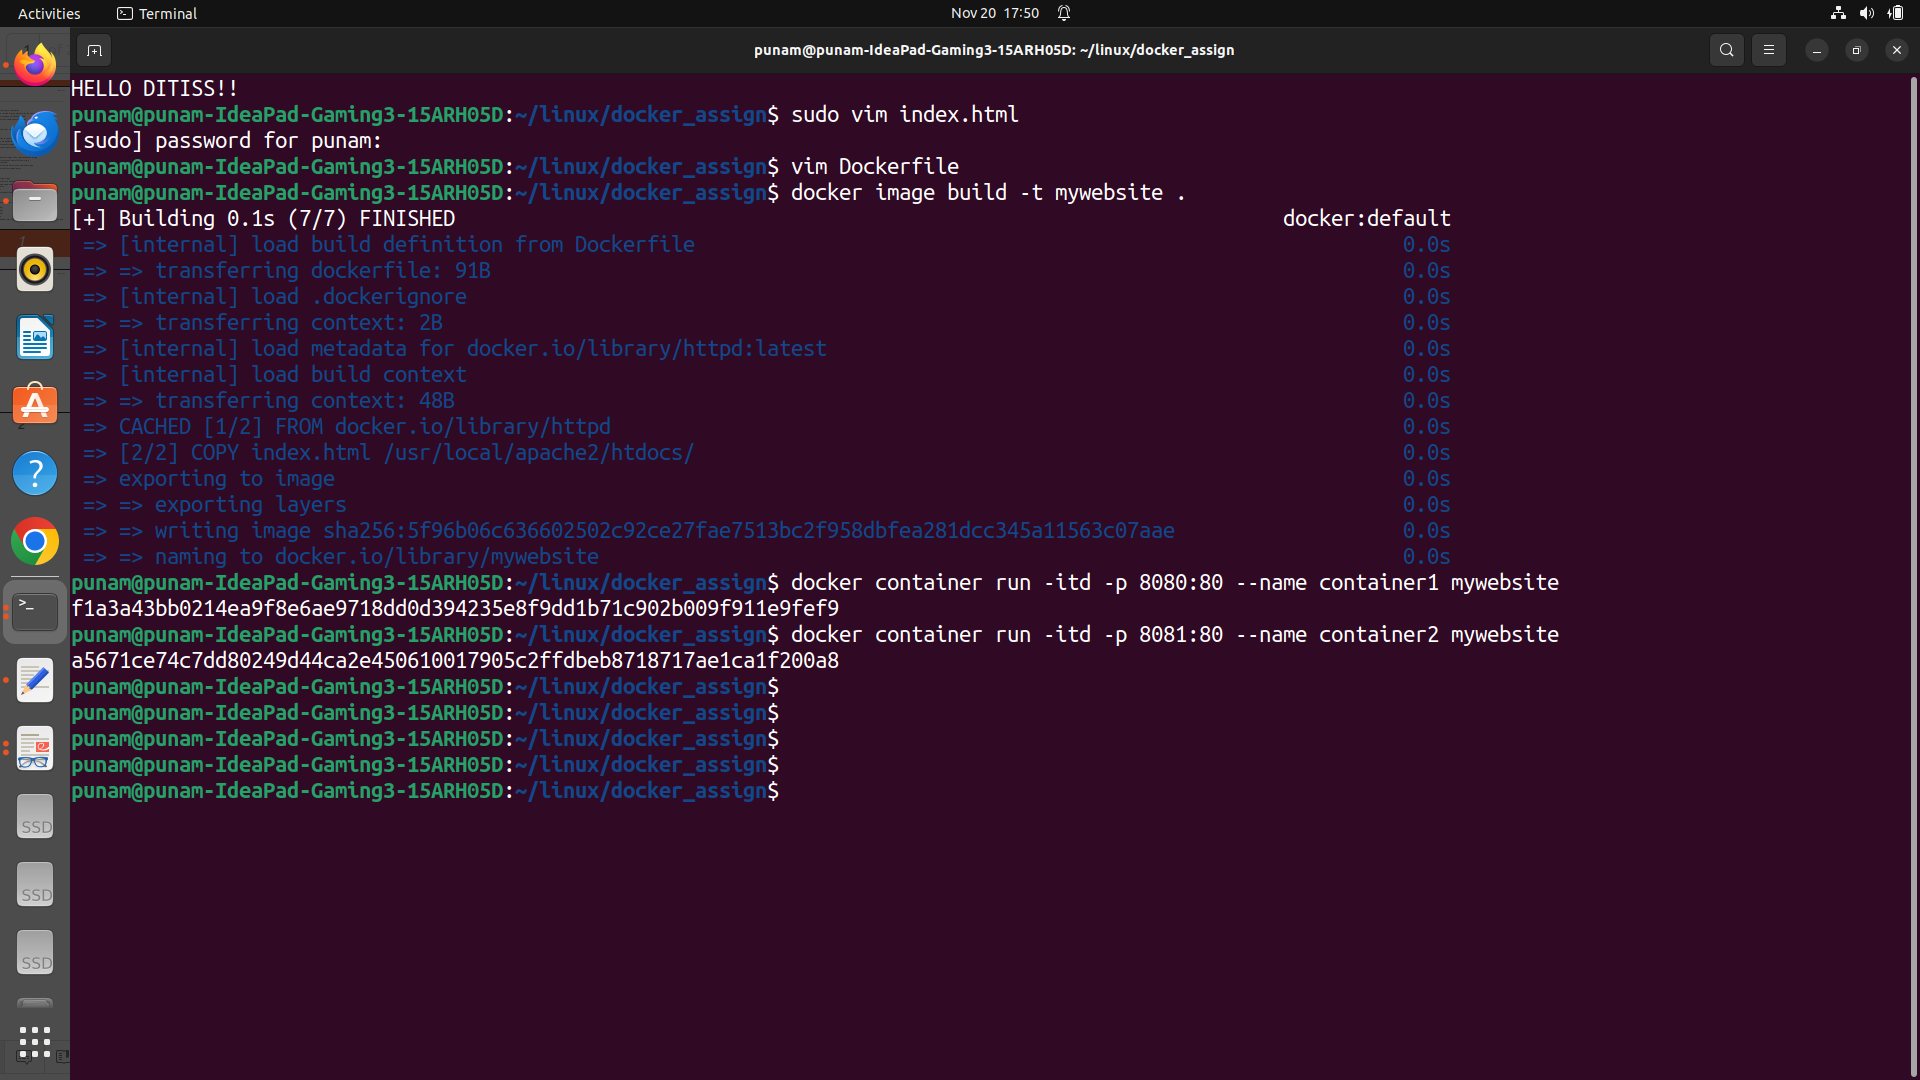 Activities
Terminal
Nov 20 17:50
punam@punam-IdeaPad-Gaming3-15ARH05D: ~/linux/docker_assign
HELLO DITISS!!
punam@punam-IdeaPad-Gaming3-15ARH05D:~/linux/docker_assign$ sudo vim index.html
[sudo] password for punam:
punam@punam-IdeaPad-Gaming3-15ARH05D:~/linux/docker_assign$ vim Dockerfile
punam@punam-IdeaPad-Gaming3-15ARH05D:~/linux/docker_assign$ docker image build -t mywebsite .
[+] Building 0.1s (7/7) FINISHED docker:default
=> [internal] load build definition from Dockerfile 0.0s
=> => transferring dockerfile: 91B 0.0s
=> [internal] load .dockerignore 0.0s
=> => transferring context: 2B 0.0s
=> [internal] load metadata for docker.io/library/httpd:latest 0.0s
=> [internal] load build context 0.0s
=> => transferring context: 48B 0.0s
=> CACHED [1/2] FROM docker.io/library/httpd 0.0s
=> [2/2] COPY index.html /usr/local/apache2/htdocs/ 0.0s
=> exporting to image 0.0s
=> => exporting layers 0.0s
=> => writing image sha256:5f96b06c636602502c92ce27fae7513bc2f958dbfea281dcc345a11563c07aae 0.0s
=> => naming to docker.io/library/mywebsite 0.0s
punam@punam-IdeaPad-Gaming3-15ARH05D:~/linux/docker_assign$ docker container run -itd -p 8080:80 --name container1 mywebsite
f1a3a43bb0214ea9f8e6ae9718dd0d394235e8f9dd1b71c902b009f911e9fef9
punam@punam-IdeaPad-Gaming3-15ARH05D:~/linux/docker_assign$ docker container run -itd -p 8081:80 --name container2 mywebsite
a5671ce74c7dd80249d44ca2e450610017905c2ffdbeb8718717ae1ca1f200a8
punam@punam-IdeaPad-Gaming3-15ARH05D:~/linux/docker_assign$
punam@punam-IdeaPad-Gaming3-15ARH05D:~/linux/docker_assign$
punam@punam-IdeaPad-Gaming3-15ARH05D:~/linux/docker_assign$
punam@punam-IdeaPad-Gaming3-15ARH05D:~/linux/docker_assign$
punam@punam-IdeaPad-Gaming3-15ARH05D:~/linux/docker_assign$
SSD
SSD
SSD